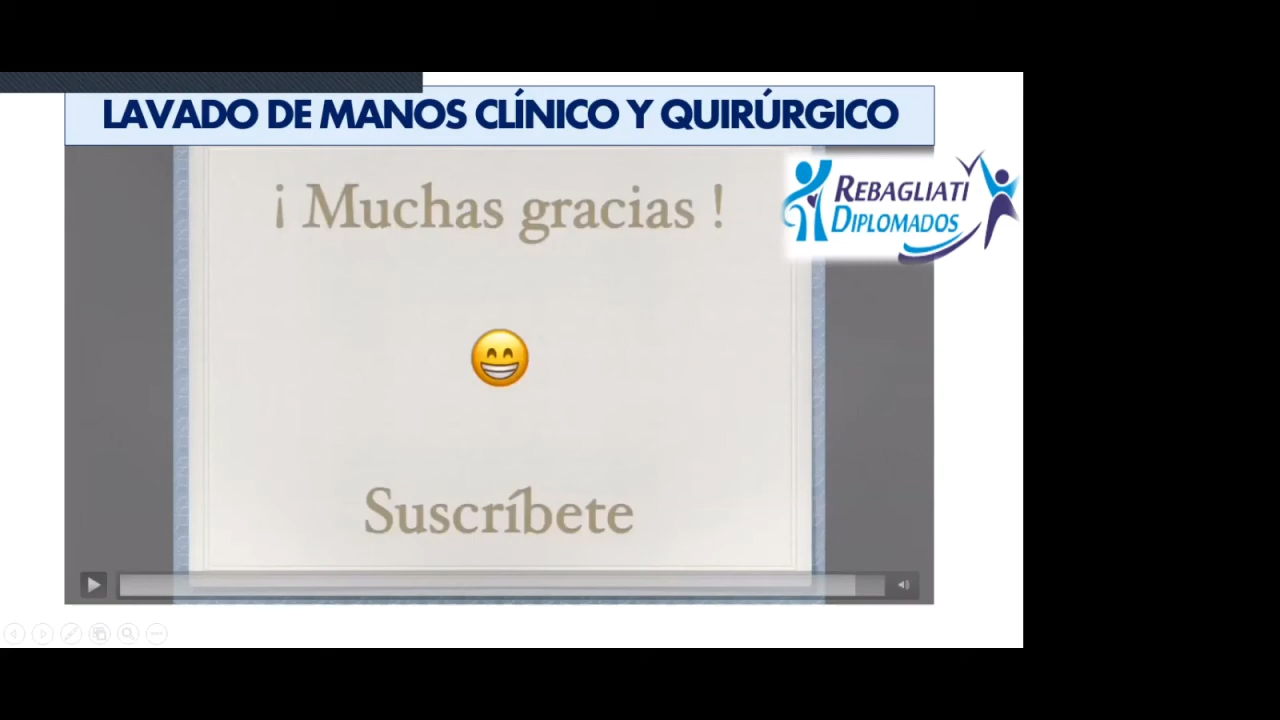 LAVADO DE MANOS CLÍNICO Y QUIRÚRGICO
¡ Muchas gracias !
REBAGLIATI
DIPLOMADOS
Suscríbete